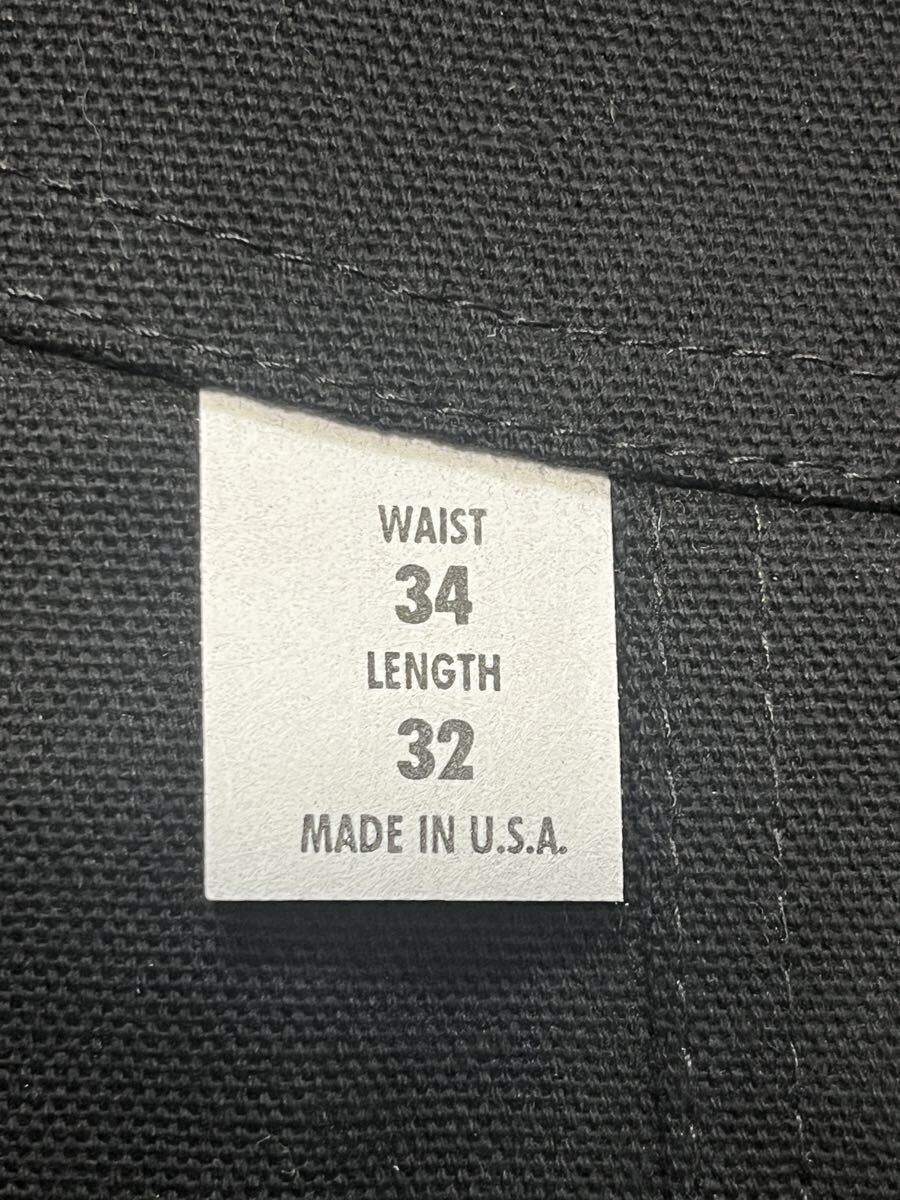 WAIST
34
LENGTH
32
MADE IN U.S.A.